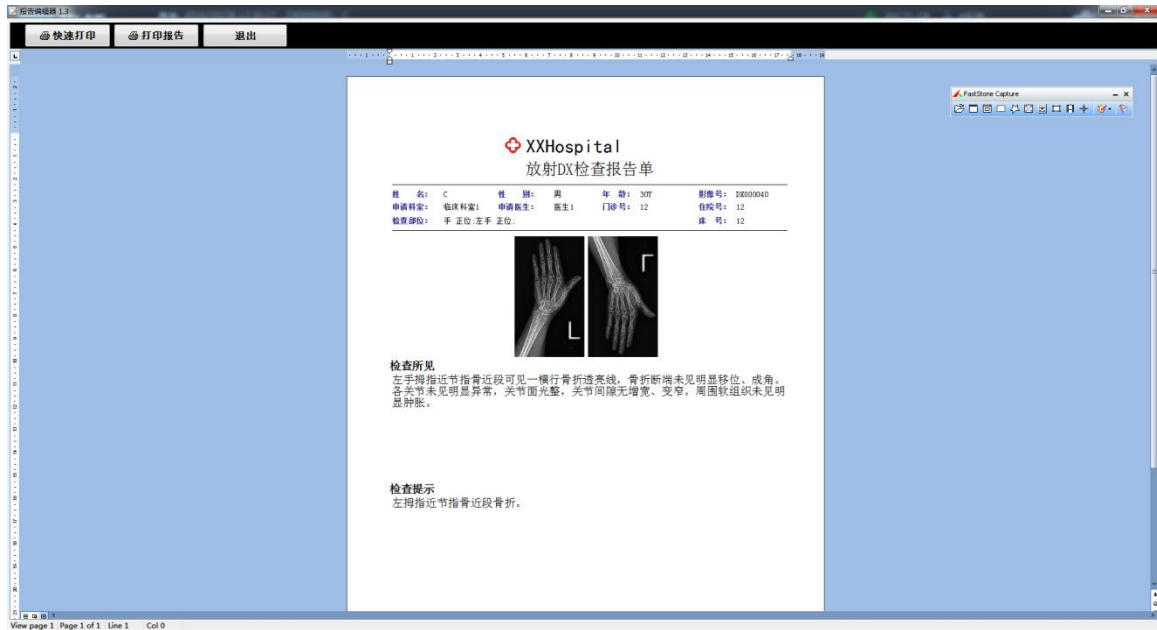 报告编辑器 1.3
快速打印 打印报告 退出
FastStone Capture
XXHospital
放射DX检查报告单
姓 名: C 性 别: 男 年 龄: 30Y 影像号: DX000040
申请科室: 临床科室1 申请医生: 医生1 门诊号: 12 住院号: 12
检查部位: 手 正位:左手 正位: 床 号: 12
L
L
检查所见
左手拇指近节指骨近段可见一横行骨折透亮线，骨折断端未见明显移位、成角。
各关节未见明显异常，关节面光整，关节间隙无增宽、变窄。周围软组织未见明
显肿胀。
检查提示
左拇指近节指骨近段骨折。
View page 1 Page 1 of 1 Line 1 Col 0